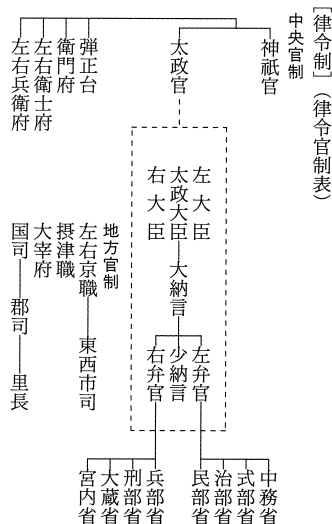 ［律令制］（律令官制表）
中央官制
神祇官
太政官
弾正台
衛門府
左右衛士府
左右兵衛府
左大臣
太政大臣
右大臣
大納言
左弁官
少納言
右弁官
中務省
式部省
治部省
民部省
兵部省
刑部省
大蔵省
宮内省
地方官制
左右京職
東西市司
摂津職
大宰府
国司
郡司
里長